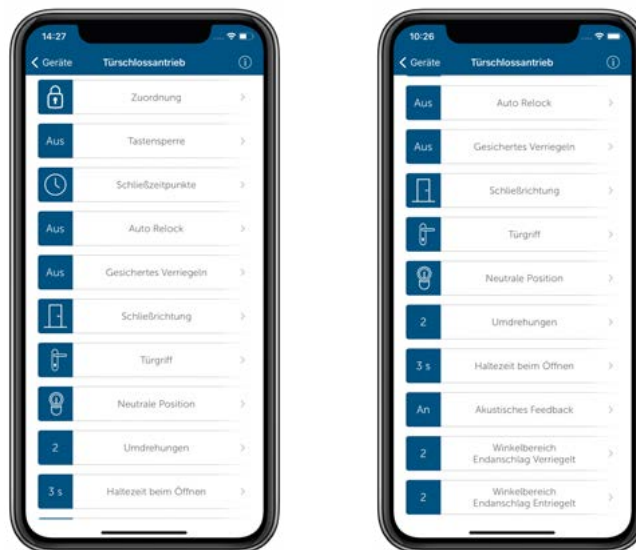 14:27
Geräte
Türschlossantrieb
Zuordnung
Aus
Tastensperre
Schließzeitpunkte
Aus
Auto Relock
Aus
Gesichertes Verriegeln
Schließrichtung
Türgriff
Neutrale Position
2
Umdrehungen
3 s
Haltezeit beim Öffnen
10:26
Geräte
Türschlossantrieb
Aus
Auto Relock
Aus
Gesichertes Verriegeln
Schließrichtung
Türgriff
Neutrale Position
2
Umdrehungen
3 s
Haltezeit beim Öffnen
An
Akustisches Feedback
2
Winkelbereich
Endanschlag Verriegelt
2
Winkelbereich
Endanschlag Entriegelt